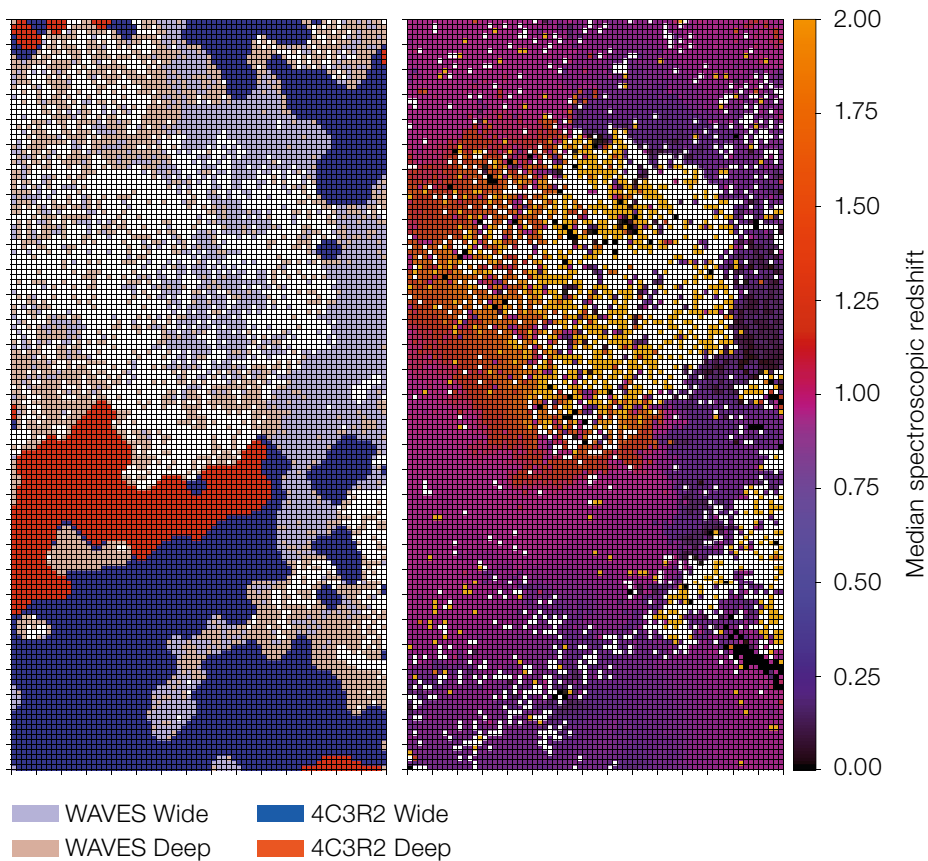 2.00
1.75
1.50
1.25
1.00
0.75
0.50
0.25
0.00
Median spectroscopic redshift
WAVES Wide
4C3R2 Wide
WAVES Deep
4C3R2 Deep